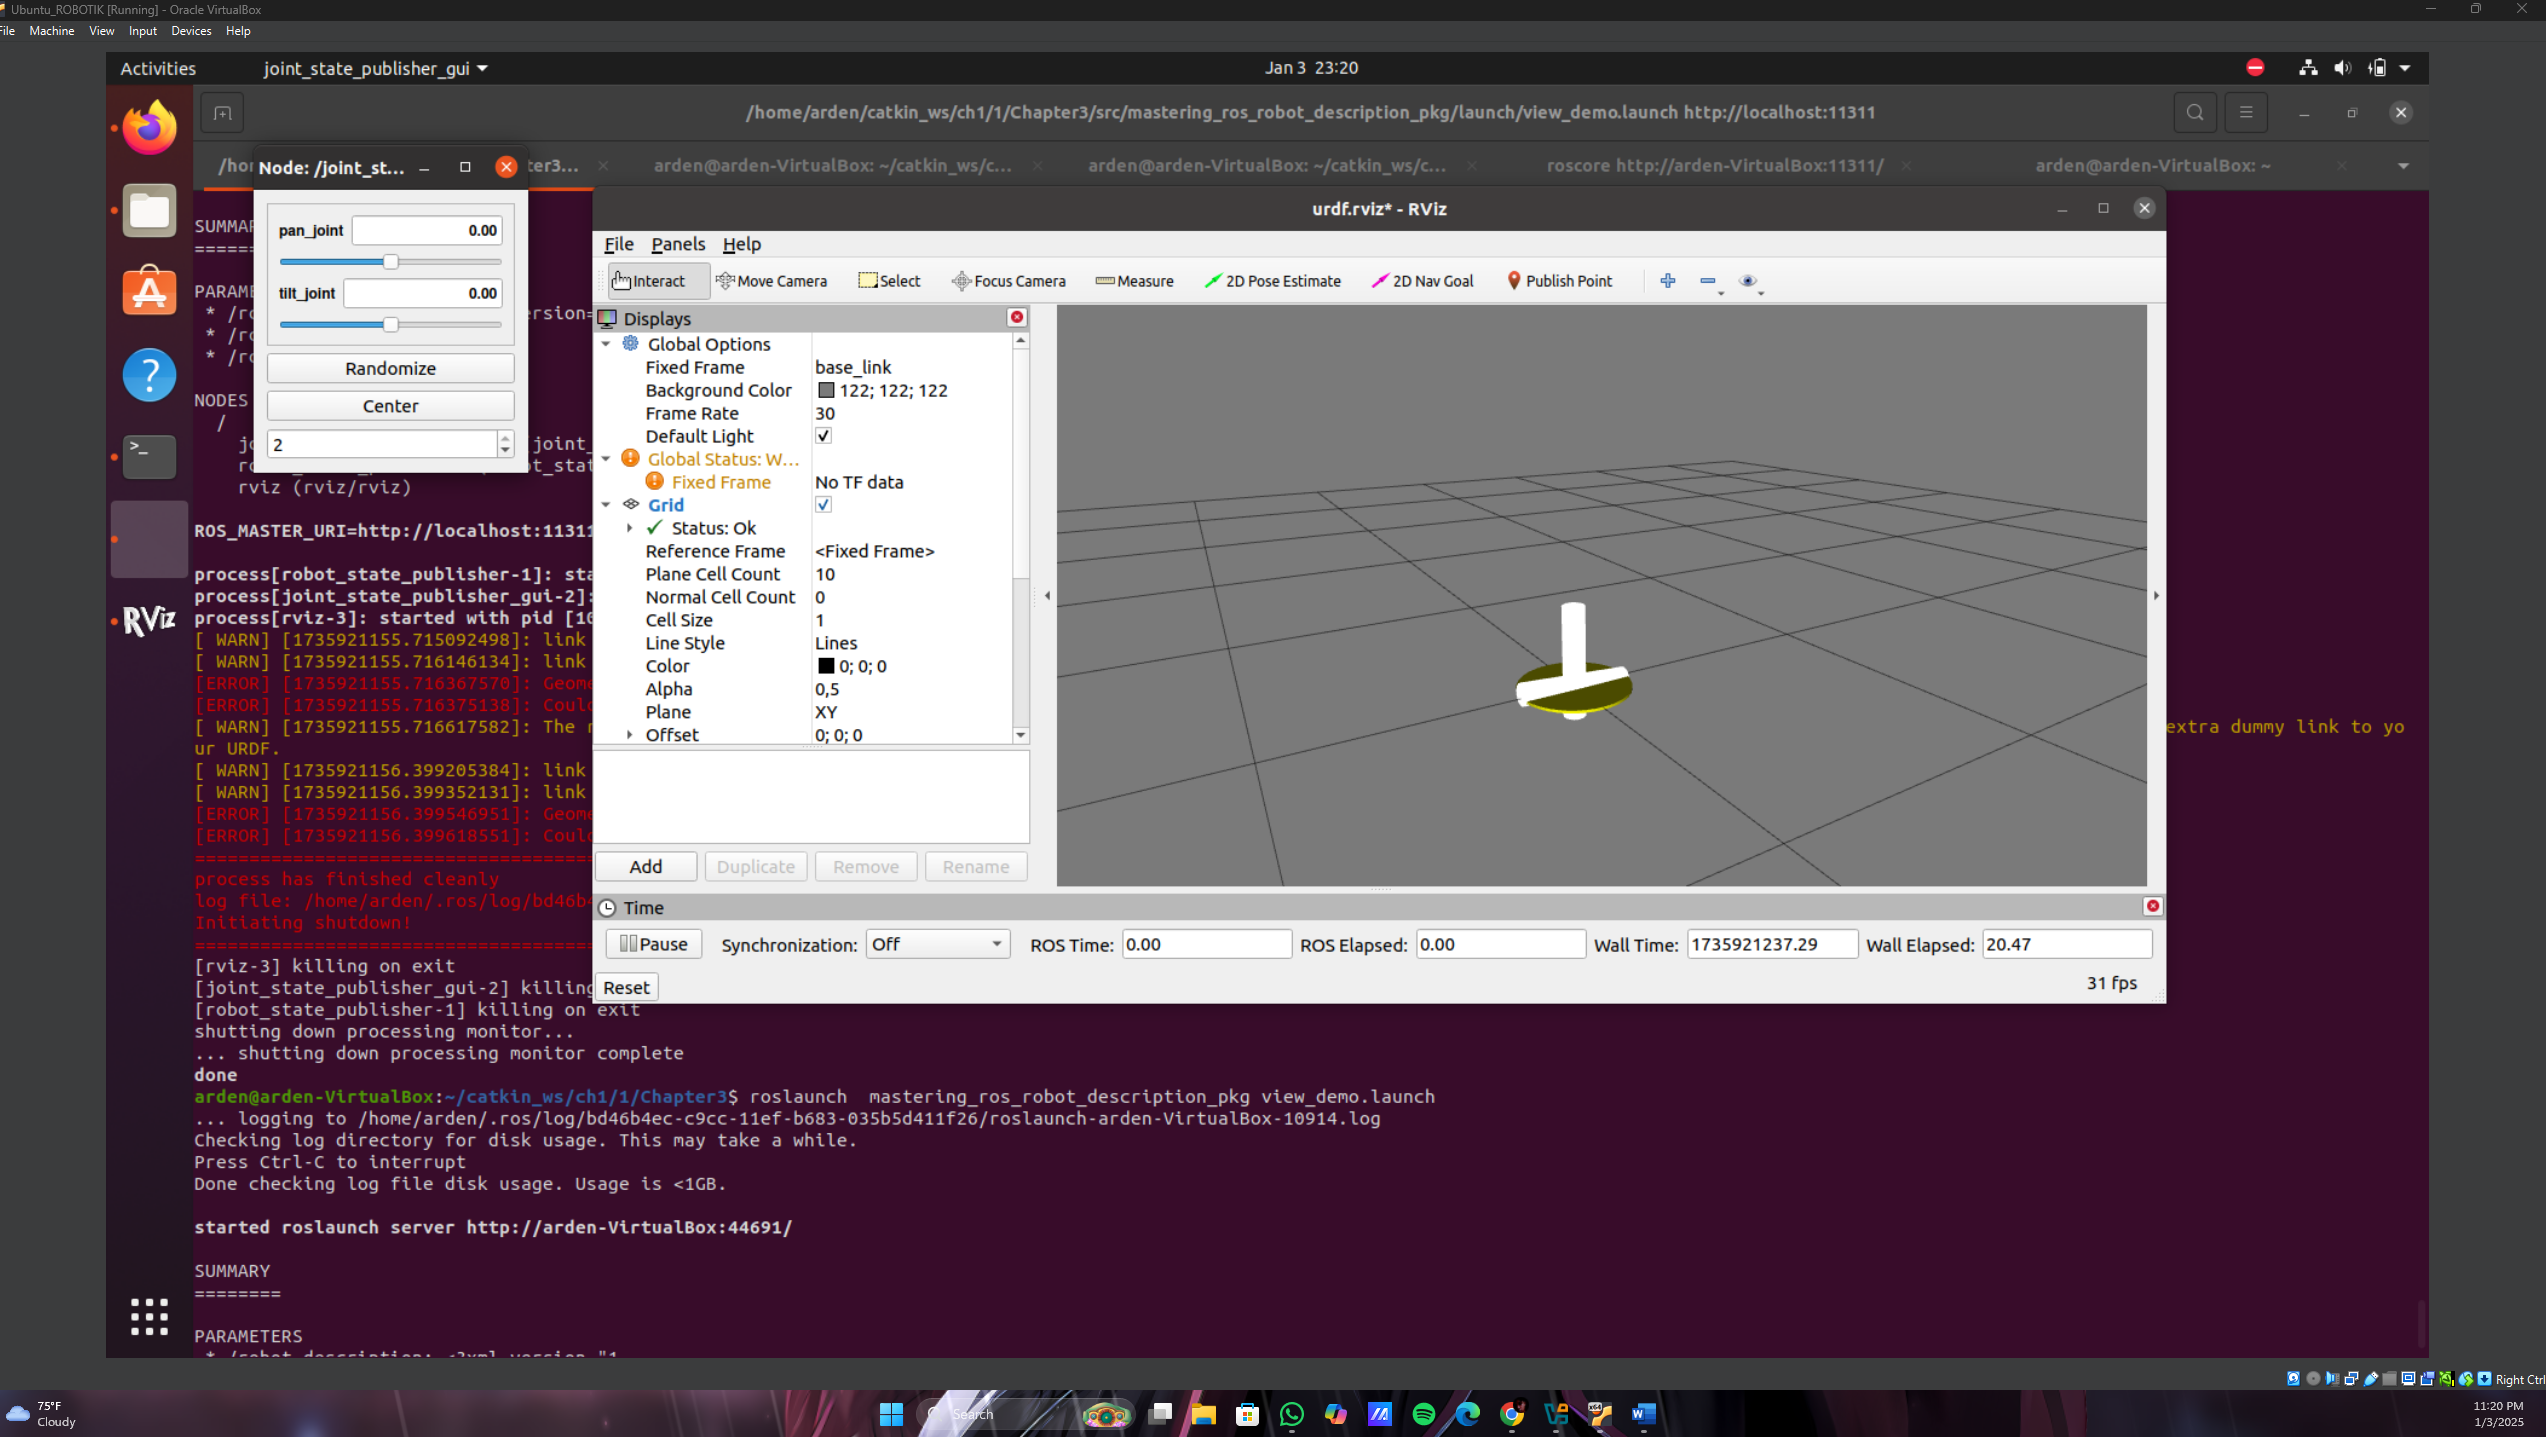 Ubuntu_ROBOTIK [Running] - Oracle VirtualBox
File Machine View Input Devices Help
Activities joint_state_publisher_gui Jan 3 23:20
/home/arden/catkin_ws/ch1/1/Chapter3/src/mastering_ros_robot_description_pkg/launch/view_demo.launch http://localhost:11311
/hom ter3... arden@arden-VirtualBox: ~/catkin_ws/c... arden@arden-VirtualBox: ~/catkin_ws/c... roscore http://arden-VirtualBox:11311/ arden@arden-VirtualBox: ~
Node: /joint_st...
pan_joint 0.00
tilt_joint 0.00
Randomize
Center
2
urdf.rviz* - RViz
File Panels Help
Interact Move Camera Select Focus Camera Measure 2D Pose Estimate 2D Nav Goal Publish Point
Displays
Global Options
Fixed Frame base_link
Background Color 122; 122; 122
Frame Rate 30
Default Light
Global Status: W...
Fixed Frame No TF data
Grid
Status: Ok
Reference Frame <Fixed Frame>
Plane Cell Count 10
Normal Cell Count 0
Cell Size 1
Line Style Lines
Color 0; 0; 0
Alpha 0,5
Plane XY
Offset 0; 0; 0
Add Duplicate Remove Rename
Time
Pause Synchronization: Off ROS Time: 0.00 ROS Elapsed: 0.00 Wall Time: 1735921237.29 Wall Elapsed: 20.47
Reset 31 fps
SUMMAR
=====
PARAME
* /ro rsion=
* /ro
* /ro
NODES
/
jo joint_
ro ot_stat
rviz (rviz/rviz)
ROS_MASTER_URI=http://localhost:11311
process[robot_state_publisher-1]: sta
process[joint_state_publisher_gui-2]:
process[rviz-3]: started with pid [10
[ WARN] [1735921155.715092498]: link
[ WARN] [1735921155.716146134]: link
[ERROR] [1735921155.716367570]: Geome
[ERROR] [1735921155.716375138]: Could
[ WARN] [1735921155.716617582]: The r extra dummy link to yo
ur URDF.
[ WARN] [1735921156.399205384]: link
[ WARN] [1735921156.399352131]: link
[ERROR] [1735921156.399546951]: Geome
[ERROR] [1735921156.399618551]: Could
=====================================
process has finished cleanly
log file: /home/arden/.ros/log/bd46b4
Initiating shutdown!
=====================================
[rviz-3] killing on exit
[joint_state_publisher_gui-2] killing
[robot_state_publisher-1] killing on exit
shutting down processing monitor...
... shutting down processing monitor complete
done
arden@arden-VirtualBox:~/catkin_ws/ch1/1/Chapter3$ roslaunch  mastering_ros_robot_description_pkg view_demo.launch
... logging to /home/arden/.ros/log/bd46b4ec-c9cc-11ef-b683-035b5d411f26/roslaunch-arden-VirtualBox-10914.log
Checking log directory for disk usage. This may take a while.
Press Ctrl-C to interrupt
Done checking log file disk usage. Usage is <1GB.
started roslaunch server http://arden-VirtualBox:44691/
SUMMARY
========
PARAMETERS
* /robot_description: <?xml version="1....
RViz
Right Ctrl
75°F
Cloudy
Search
11:20 PM
1/3/2025